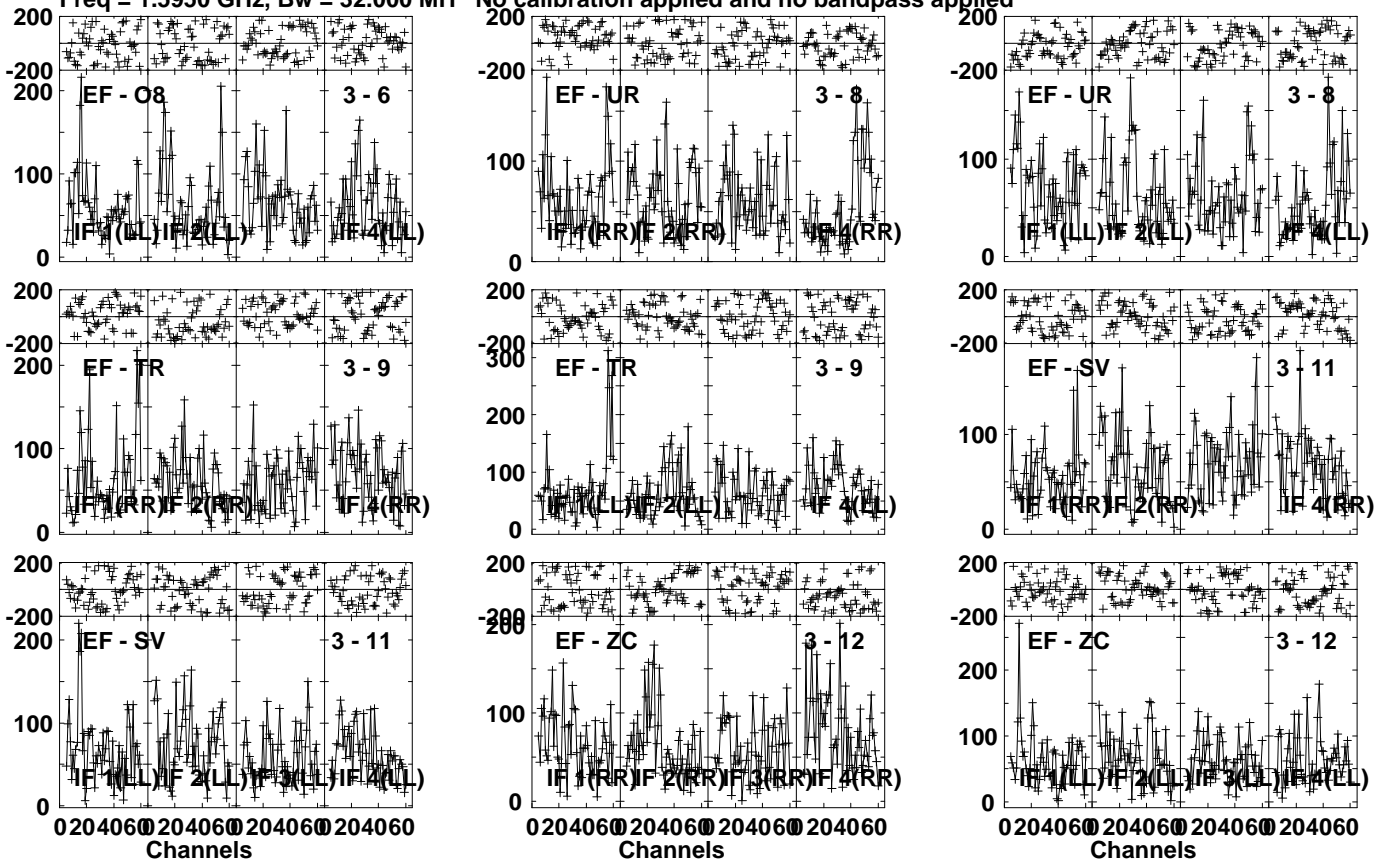 Freq = 1.5950 GHz, Bw = 32.000 MH No calibration applied and no bandpass applied
200
-200
200
100
0
EF - O8 3 - 6
IF 1(LL) IF 2(LL) IF 4(LL)
200
-200
100
0
EF - UR 3 - 8
IF 1(RR) IF 2(RR) IF 4(RR)
200
-200
100
0
EF - UR 3 - 8
IF 1(LL) IF 2(LL) IF 4(LL)
200
-200
200
100
0
EF - TR 3 - 9
IF 1(RR) IF 2(RR) IF 4(RR)
200
-200
300
200
100
0
EF - TR 3 - 9
IF 1(LL) IF 2(LL) IF 4(LL)
200
-200
100
0
EF - SV 3 - 11
IF 1(RR) IF 2(RR) IF 4(RR)
200
-200
200
100
0
EF - SV 3 - 11
IF 1(LL) IF 2(LL) IF 3(LL) IF 4(LL)
200
-200
200
100
0
EF - ZC 3 - 12
IF 1(RR) IF 2(RR) IF 3(RR) IF 4(RR)
200
-200
200
100
0
EF - ZC 3 - 12
IF 1(LL) IF 2(LL) IF 3(LL) IF 4(LL)
0 20 40 60 0 20 40 60 0 20 40 60 0 20 40 60
Channels
0 20 40 60 0 20 40 60 0 20 40 60 0 20 40 60
Channels
0 20 40 60 0 20 40 60 0 20 40 60 0 20 40 60
Channels